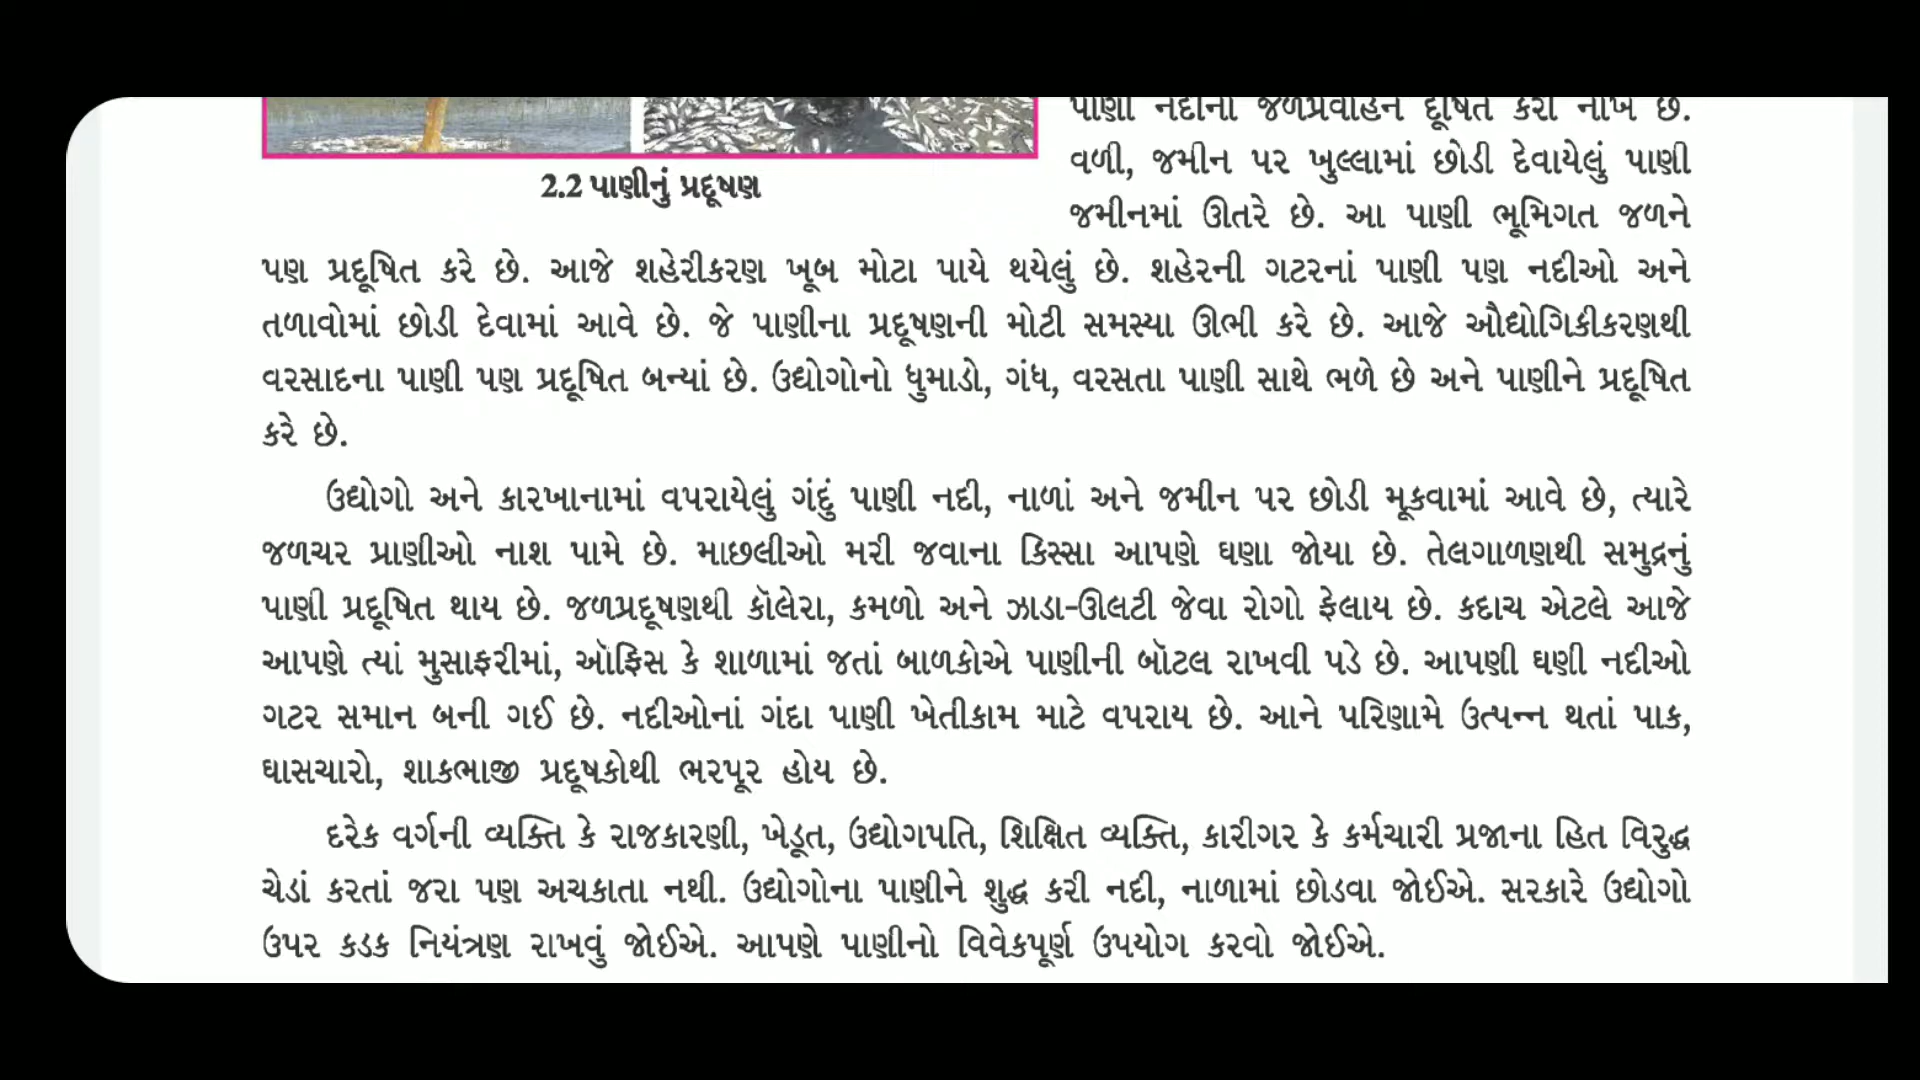 પાણી નદીના જળપ્રવાહને દૂષિત કરી નાખે છે.
2.2 પાણીનું પ્રદૂષણ
વળી, જમીન પર ખુલ્લામાં છોડી દેવાયેલું પાણી
જમીનમાં ઊતરે છે. આ પાણી ભૂમિગત જળને
પણ પ્રદૂષિત કરે છે. આજે શહેરીકરણ ખૂબ મોટા પાયે થયેલું છે. શહેરની ગટરનાં પાણી પણ નદીઓ અને
તળાવોમાં છોડી દેવામાં આવે છે. જે પાણીના પ્રદૂષણની મોટી સમસ્યા ઊભી કરે છે. આજે ઔદ્યોગિકીકરણથી
વરસાદના પાણી પણ પ્રદૂષિત બન્યાં છે. ઉદ્યોગોનો ધુમાડો, ગંધ, વરસતા પાણી સાથે ભળે છે અને પાણીને પ્રદૂષિત
કરે છે.
ઉદ્યોગો અને કારખાનામાં વપરાયેલું ગંદું પાણી નદી, નાળાં અને જમીન પર છોડી મૂકવામાં આવે છે, ત્યારે
જળચર પ્રાણીઓ નાશ પામે છે. માછલીઓ મરી જવાના કિસ્સા આપણે ઘણા જોયા છે. તેલગાળણથી સમુદ્રનું
પાણી પ્રદૂષિત થાય છે. જળપ્રદૂષણથી કૉલેરા, કમળો અને ઝાડા-ઊલટી જેવા રોગો ફેલાય છે. કદાચ એટલે આજે
આપણે ત્યાં મુસાફરીમાં, ઑફિસ કે શાળામાં જતાં બાળકોએ પાણીની બૉટલ રાખવી પડે છે. આપણી ઘણી નદીઓ
ગટર સમાન બની ગઈ છે. નદીઓનાં ગંદા પાણી ખેતીકામ માટે વપરાય છે. આને પરિણામે ઉત્પન્ન થતાં પાક,
ઘાસચારો, શાકભાજી પ્રદૂષકોથી ભરપૂર હોય છે.
દરેક વર્ગની વ્યક્તિ કે રાજકારણી, ખેડૂત, ઉદ્યોગપતિ, શિક્ષિત વ્યક્તિ, કારીગર કે કર્મચારી પ્રજાના હિત વિરુદ્ધ
ચેડાં કરતાં જરા પણ અચકાતા નથી. ઉદ્યોગોના પાણીને શુદ્ધ કરી નદી, નાળામાં છોડવા જોઈએ. સરકારે ઉદ્યોગો
ઉપર કડક નિયંત્રણ રાખવું જોઈએ. આપણે પાણીનો વિવેકપૂર્ણ ઉપયોગ કરવો જોઈએ.